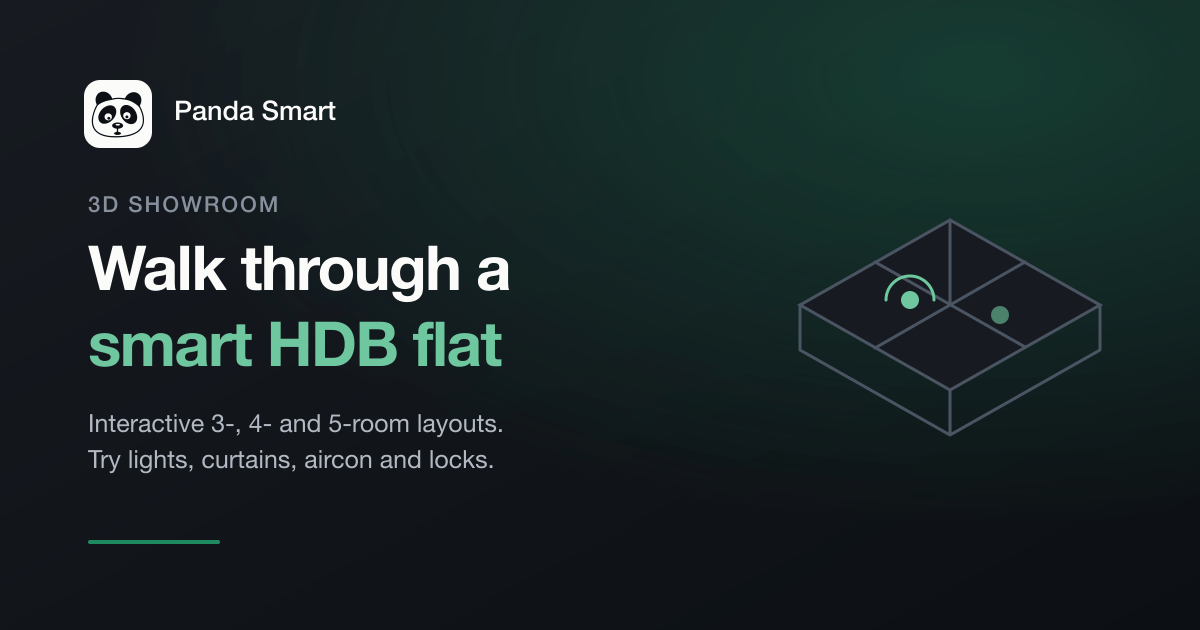 Panda Smart
3D SHOWROOM
Walk through a
smart HDB flat
Interactive 3-, 4- and 5-room layouts.
Try lights, curtains, aircon and locks.